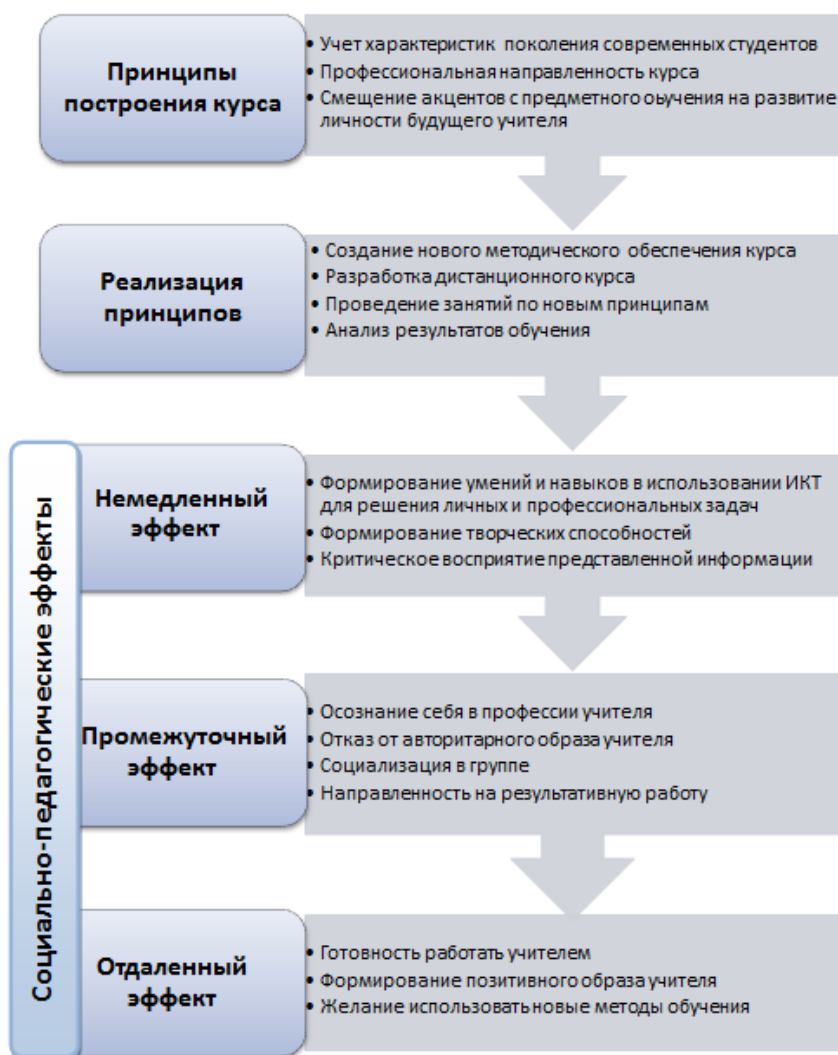 Принципы
построения курса
• Учет характеристик поколения современных студентов
• Профессиональная направленность курса
• Смещение акцентов с предметного оьучения на развитие
личности будущего учителя
Реализация
принципов
• Создание нового методического обеспечения курса
• Разработка дистанционного курса
• Проведение занятий по новым принципам
• Анализ результатов обучения
Социально-педагогические эффекты
Немедленный
эффект
• Формирование умений и навыков в использовании ИКТ
для решения личных и профессиональных задач
• Формирование творческих способностей
• Критическое восприятие представленной информации
Промежуточный
эффект
• Осознание себя в профессии учителя
• Отказ от авторитарного образа учителя
• Социализация в группе
• Направленность на результативную работу
Отдаленный
эффект
• Готовность работать учителем
• Формирование позитивного образа учителя
• Желание использовать новые методы обучения